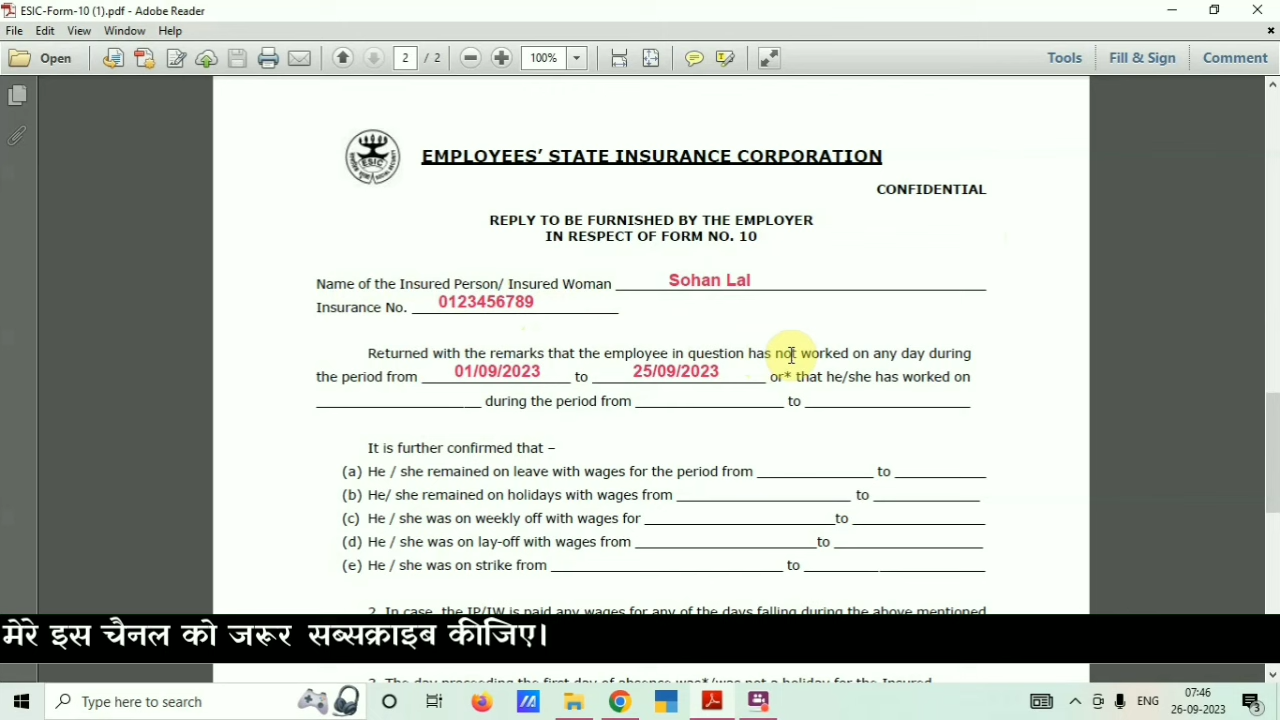 ESIC-Form-10 (1).pdf - Adobe Reader
File Edit View Window Help
Open 2 / 2 100% Tools Fill & Sign Comment
EMPLOYEES' STATE INSURANCE CORPORATION
CONFIDENTIAL
REPLY TO BE FURNISHED BY THE EMPLOYER
IN RESPECT OF FORM NO. 10
Name of the Insured Person/ Insured Woman Sohan Lal
Insurance No. 0123456789
Returned with the remarks that the employee in question has not worked on any day during
the period from 01/09/2023 to 25/09/2023 or* that he/she has worked on
during the period from to
It is further confirmed that –
(a) He / she remained on leave with wages for the period from to
(b) He/ she remained on holidays with wages from to
(c) He / she was on weekly off with wages for to
(d) He / she was on lay-off with wages from to
(e) He / she was on strike from to
2. In case, the IP/IW is paid any wages for any of the days falling during the above mentioned
मेरे इस चैनल को जरूर सब्सक्राइब कीजिए।
3. The day preceeding the first day of absence was*/was not a holiday for the Insured
Type here to search ENG 07:46
26-09-2023 3